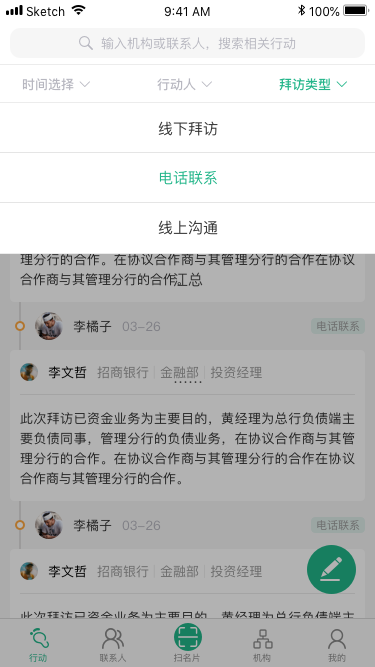 Sketch 9:41 AM 100%
输入机构或联系人，搜索相关行动
时间选择 行动人 拜访类型
线下拜访
电话联系
线上沟通
理分行的合作。在协议合作商与其管理分行的合作在协议
合作商与其管理分行的合作汇总
李橘子 03-26 电话联系
李文哲 招商银行 金融部 投资经理
......
此次拜访已资金业务为主要目的，黄经理为总行负债端主
要负债同事，管理分行的负债业务，在协议合作商与其管
理分行的合作。在协议合作商与其管理分行的合作在协议
合作商与其管理分行的合作。
李橘子 03-26 电话联系
李文哲 招商银行 金融部 投资经理
此次拜访已资金业务为主要目的，黄经理为总行负债端主
行动 联系人 扫名片 机构 我的